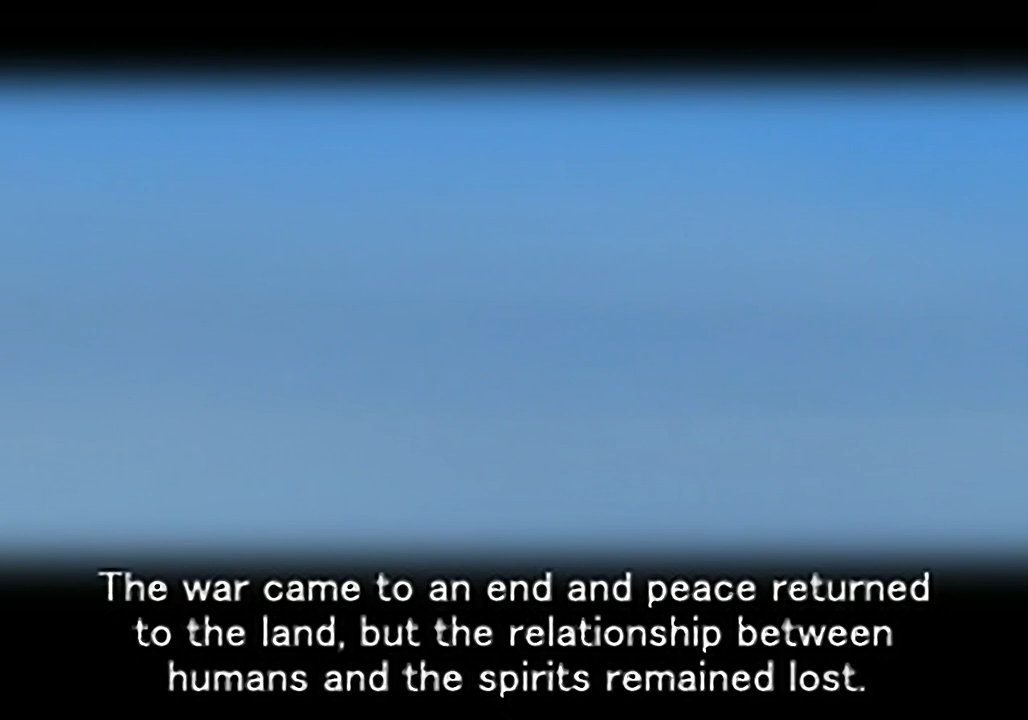 The war came to an end and peace returned
to the land, but the relationship between
humans and the spirits remained lost.